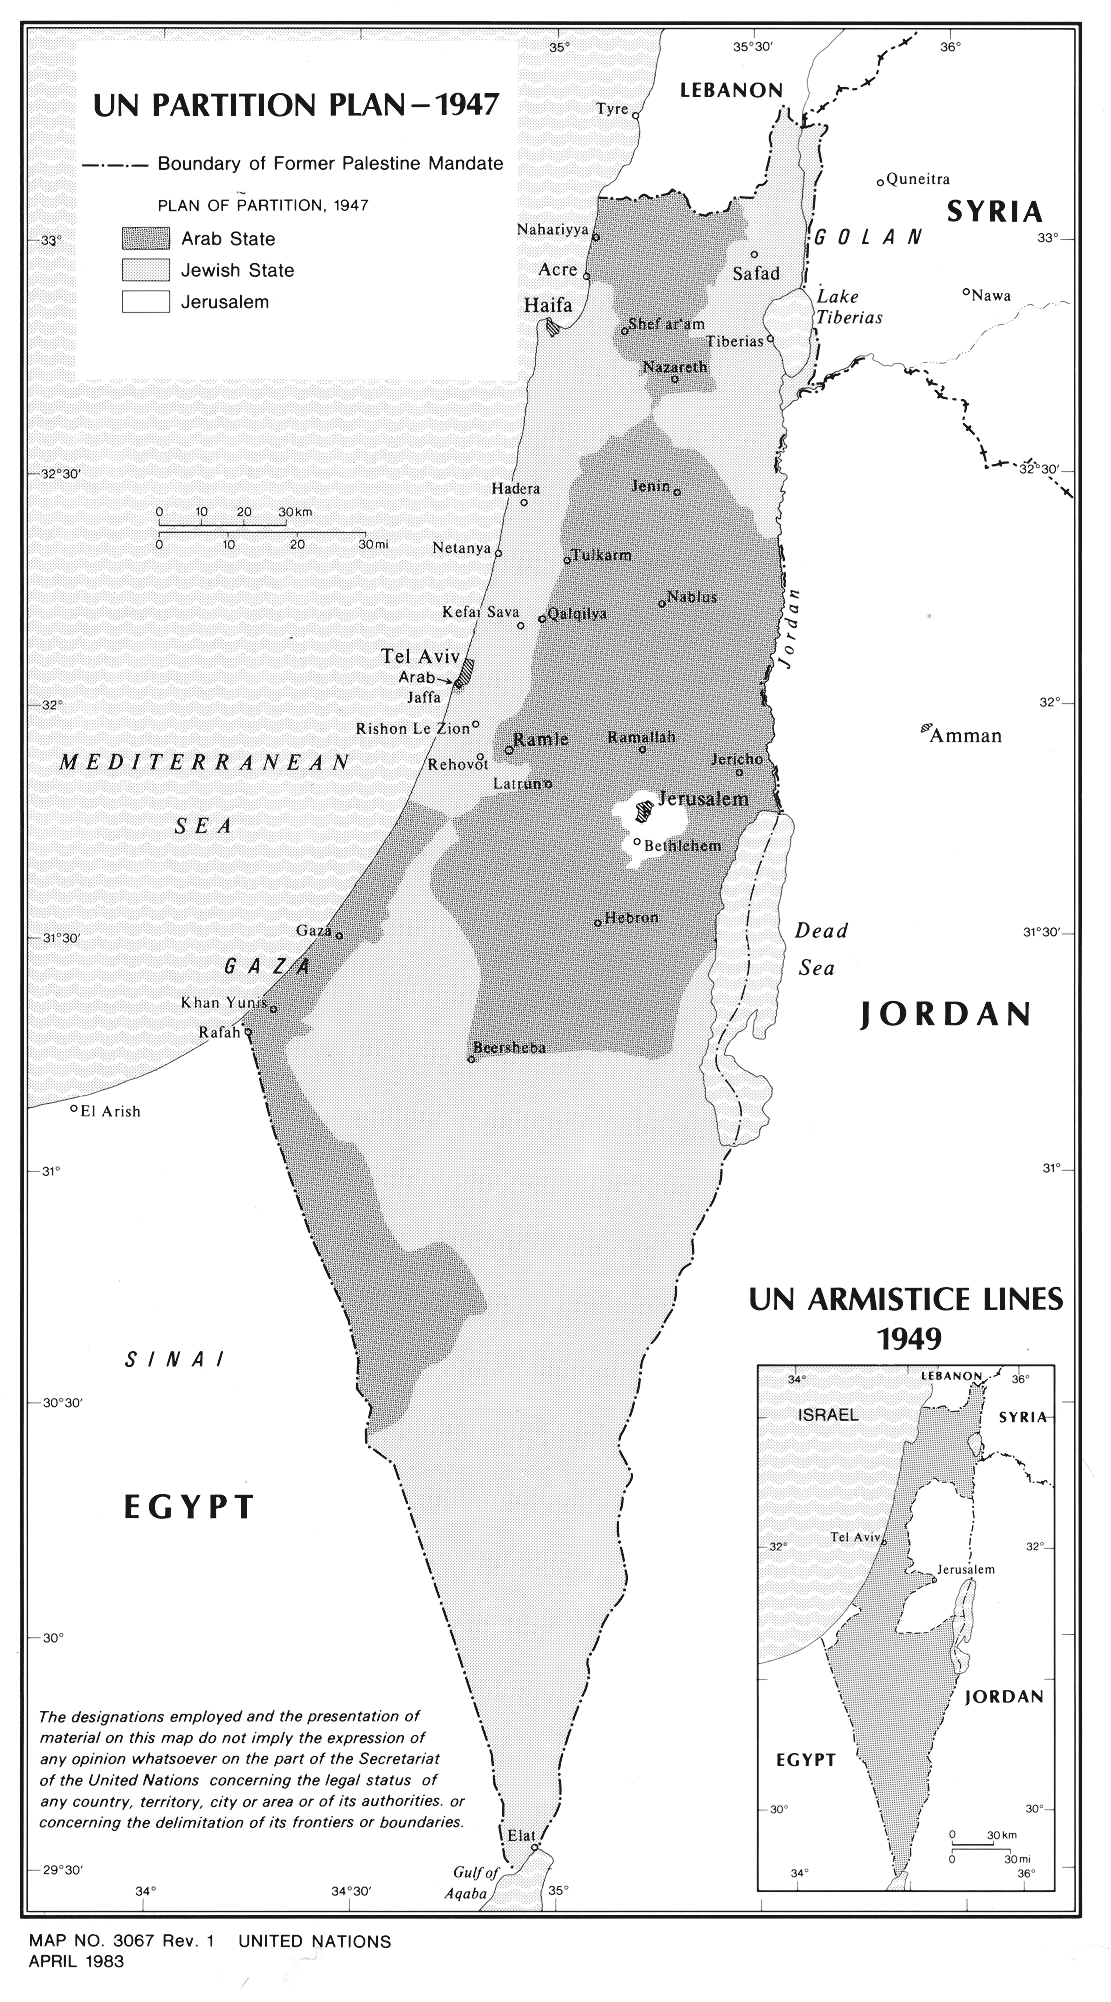 UN PARTITION PLAN – 1947
Boundary of Former Palestine Mandate
PLAN OF PARTITION, 1947
Arab State
Jewish State
Jerusalem
35°
35°30'
36°
LEBANON
Tyre
Quneitra
SYRIA
GOLAN
33°
33°
Nahariyya
Acre
Safad
Haifa
Lake
Tiberias
Nawa
Shef ar'am
Tiberias
Nazareth
32°30'
32°30'
Hadera
Jenin
0 10 20 30 km
0 10 20 30 mi
Netanya
Tulkarm
Nablus
Kefar Sava
Qalqilya
Jordan
Tel Aviv
Arab
Jaffa
32°
32°
Rishon Le Zion
Ramle
Ramallah
Amman
Rehovot
Jericho
MEDITERRANEAN
SEA
Latrun
Jerusalem
Bethlehem
Hebron
Dead
Sea
31°30'
31°30'
Gaza
GAZA
Khan Yunis
Rafah
JORDAN
Beersheba
El Arish
31°
31°
SINAI
30°30'
EGYPT
30°
UN ARMISTICE LINES
1949
34°
LEBANON
36°
ISRAEL
SYRIA
Tel Aviv
32°
32°
Jerusalem
JORDAN
EGYPT
30°
30°
0 30 km
0 30 mi
34°
36°
The designations employed and the presentation of
material on this map do not imply the expression of
any opinion whatsoever on the part of the Secretariat
of the United Nations concerning the legal status of
any country, territory, city or area or of its authorities. or
concerning the delimitation of its frontiers or boundaries.
Elat
29°30'
Gulf of
Aqaba
34°
34°30'
35°
MAP NO. 3067 Rev. 1 UNITED NATIONS
APRIL 1983